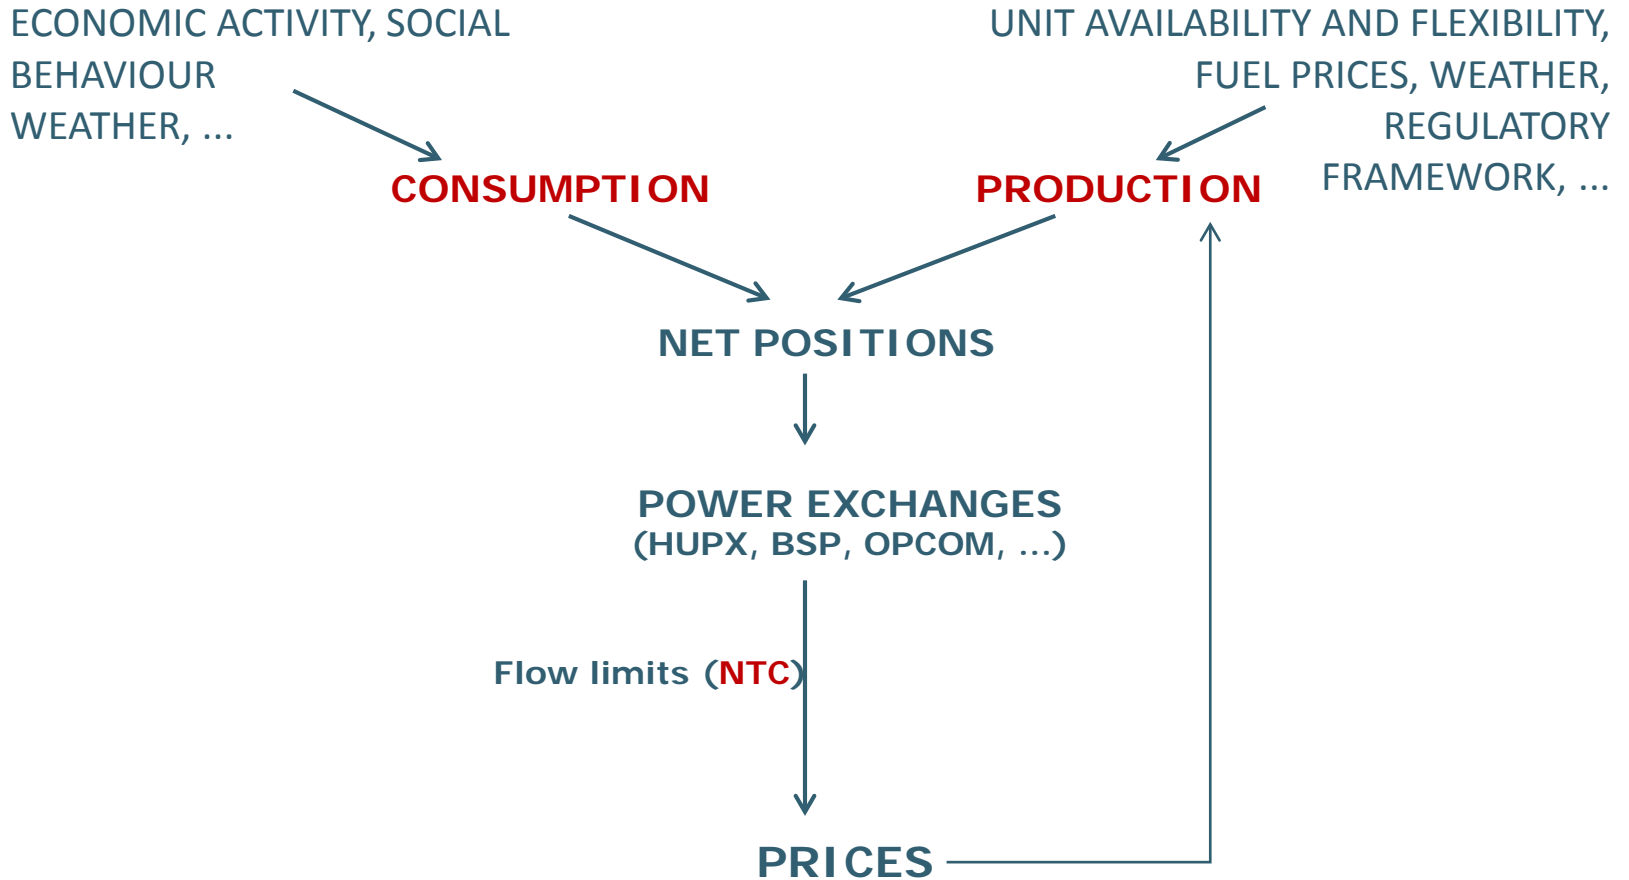 ECONOMIC ACTIVITY, SOCIAL
BEHAVIOUR
WEATHER, ...
UNIT AVAILABILITY AND FLEXIBILITY,
FUEL PRICES, WEATHER,
REGULATORY
FRAMEWORK, ...
CONSUMPTION
PRODUCTION
NET POSITIONS
POWER EXCHANGES
(HUPX, BSP, OPCOM, ...)
Flow limits (NTC)
PRICES